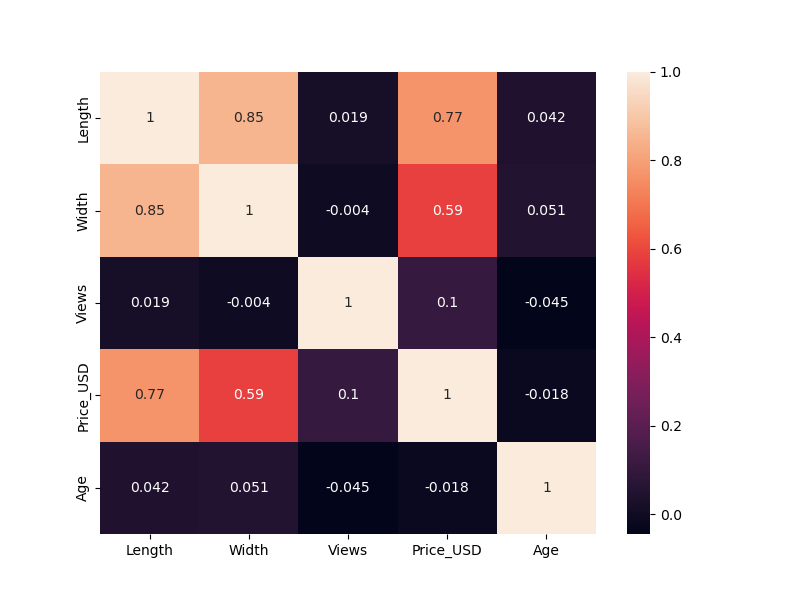 1.0
Length 1 0.85 0.019 0.77 0.042
0.8
Width 0.85 1 -0.004 0.59 0.051
0.6
Views 0.019 -0.004 1 0.1 -0.045
0.4
Price_USD 0.77 0.59 0.1 1 -0.018
0.2
Age 0.042 0.051 -0.045 -0.018 1
0.0
Length Width Views Price_USD Age